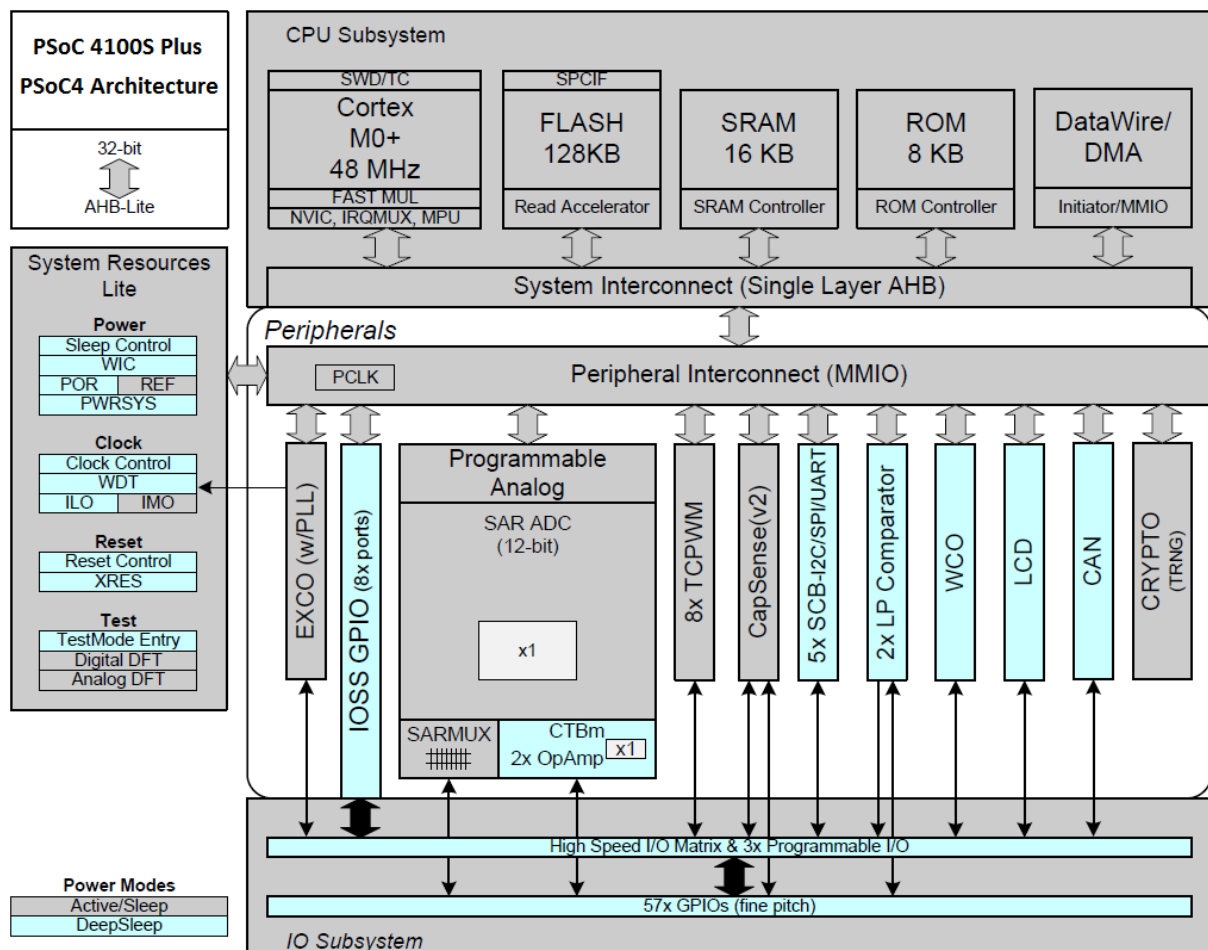 PSoC 4100S Plus
PSoC4 Architecture
32-bit
AHB-Lite
CPU Subsystem
SWD/TC
Cortex
M0+
48 MHz
FAST MUL
NVIC, IRQMUX, MPU
SPCIF
FLASH
128KB
Read Accelerator
SRAM
16 KB
SRAM Controller
ROM
8 KB
ROM Controller
DataWire/
DMA
Initiator/MMIO
System Interconnect (Single Layer AHB)
System Resources
Lite
Power
Sleep Control
WIC
POR REF
PWRSYS
Clock
Clock Control
WDT
ILO IMO
Reset
Reset Control
XRES
Test
TestMode Entry
Digital DFT
Analog DFT
Peripherals
PCLK
Peripheral Interconnect (MMIO)
EXCO (w/PLL)
IOSS GPIO (8x ports)
Programmable
Analog
SAR ADC
(12-bit)
x1
SARMUX
CTBm
2x OpAmp
x1
8x TCPWM
CapSense(v2)
5x SCB-I2C/SPI/UART
2x LP Comparator
WCO
LCD
CAN
CRYPTO
(TRNG)
High Speed I/O Matrix & 3x Programmable I/O
57x GPIOs (fine pitch)
IO Subsystem
Power Modes
Active/Sleep
DeepSleep